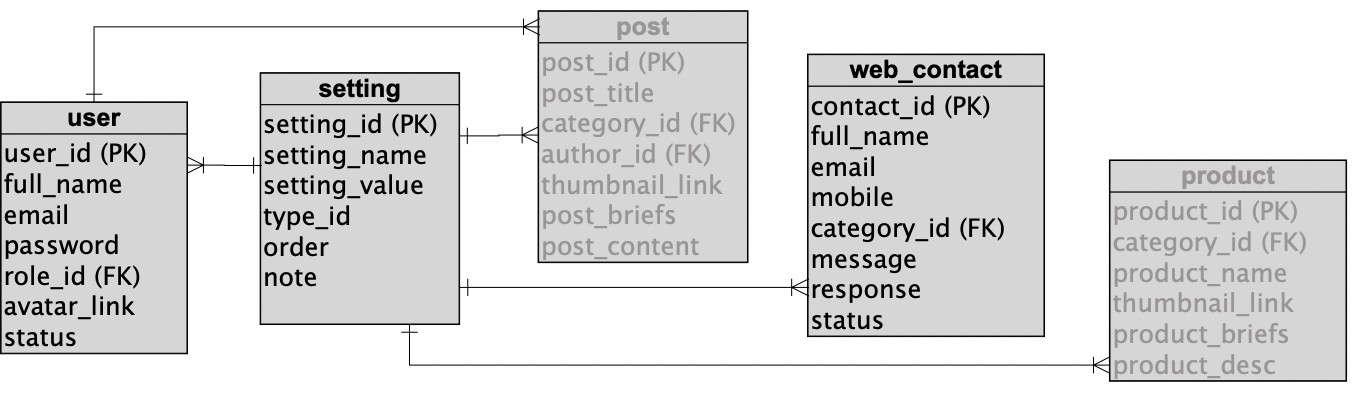 user
user_id (PK)
full_name
email
password
role_id (FK)
avatar_link
status
setting
setting_id (PK)
setting_name
setting_value
type_id
order
note
post
post_id (PK)
post_title
category_id (FK)
author_id (FK)
thumbnail_link
post_briefs
post_content
web_contact
contact_id (PK)
full_name
email
mobile
category_id (FK)
message
response
status
product
product_id (PK)
category_id (FK)
product_name
thumbnail_link
product_briefs
product_desc